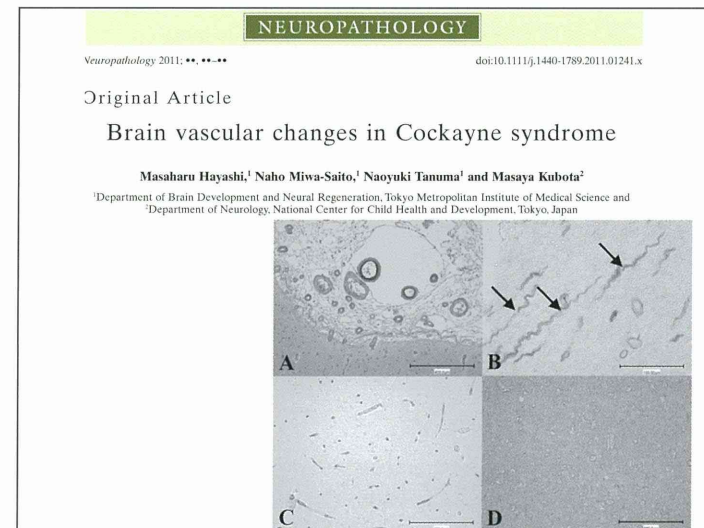 NEUROPATHOLOGY
Neuropathology 2011; ••, ••–••
doi:10.1111/j.1440-1789.2011.01241.x
Original Article
Brain vascular changes in Cockayne syndrome
Masaharu Hayashi,¹ Naho Miwa-Saito,¹ Naoyuki Tanuma¹ and Masaya Kubota²
¹Department of Brain Development and Neural Regeneration, Tokyo Metropolitan Institute of Medical Science and
²Department of Neurology, National Center for Child Health and Development, Tokyo, Japan
A
B
C
D